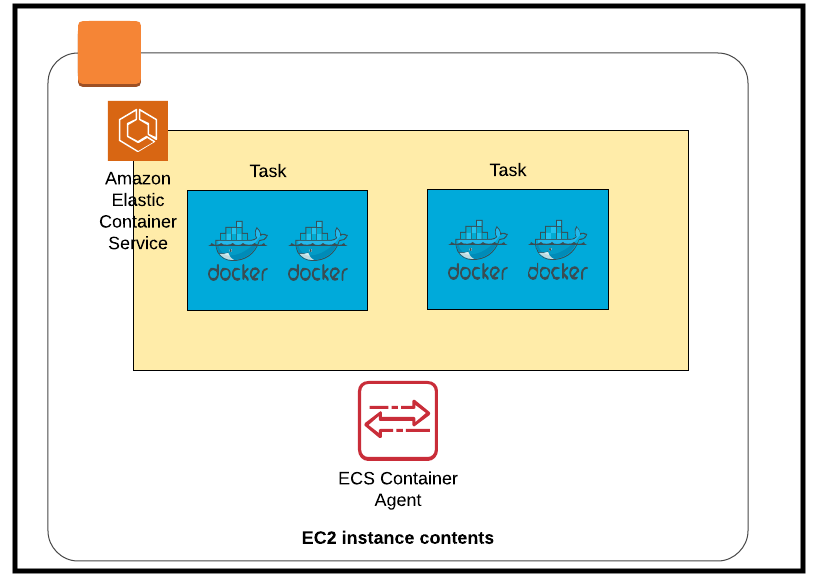 Amazon
Elastic
Container
Service
Task
Task
docker
docker
docker
docker
ECS Container
Agent
EC2 instance contents